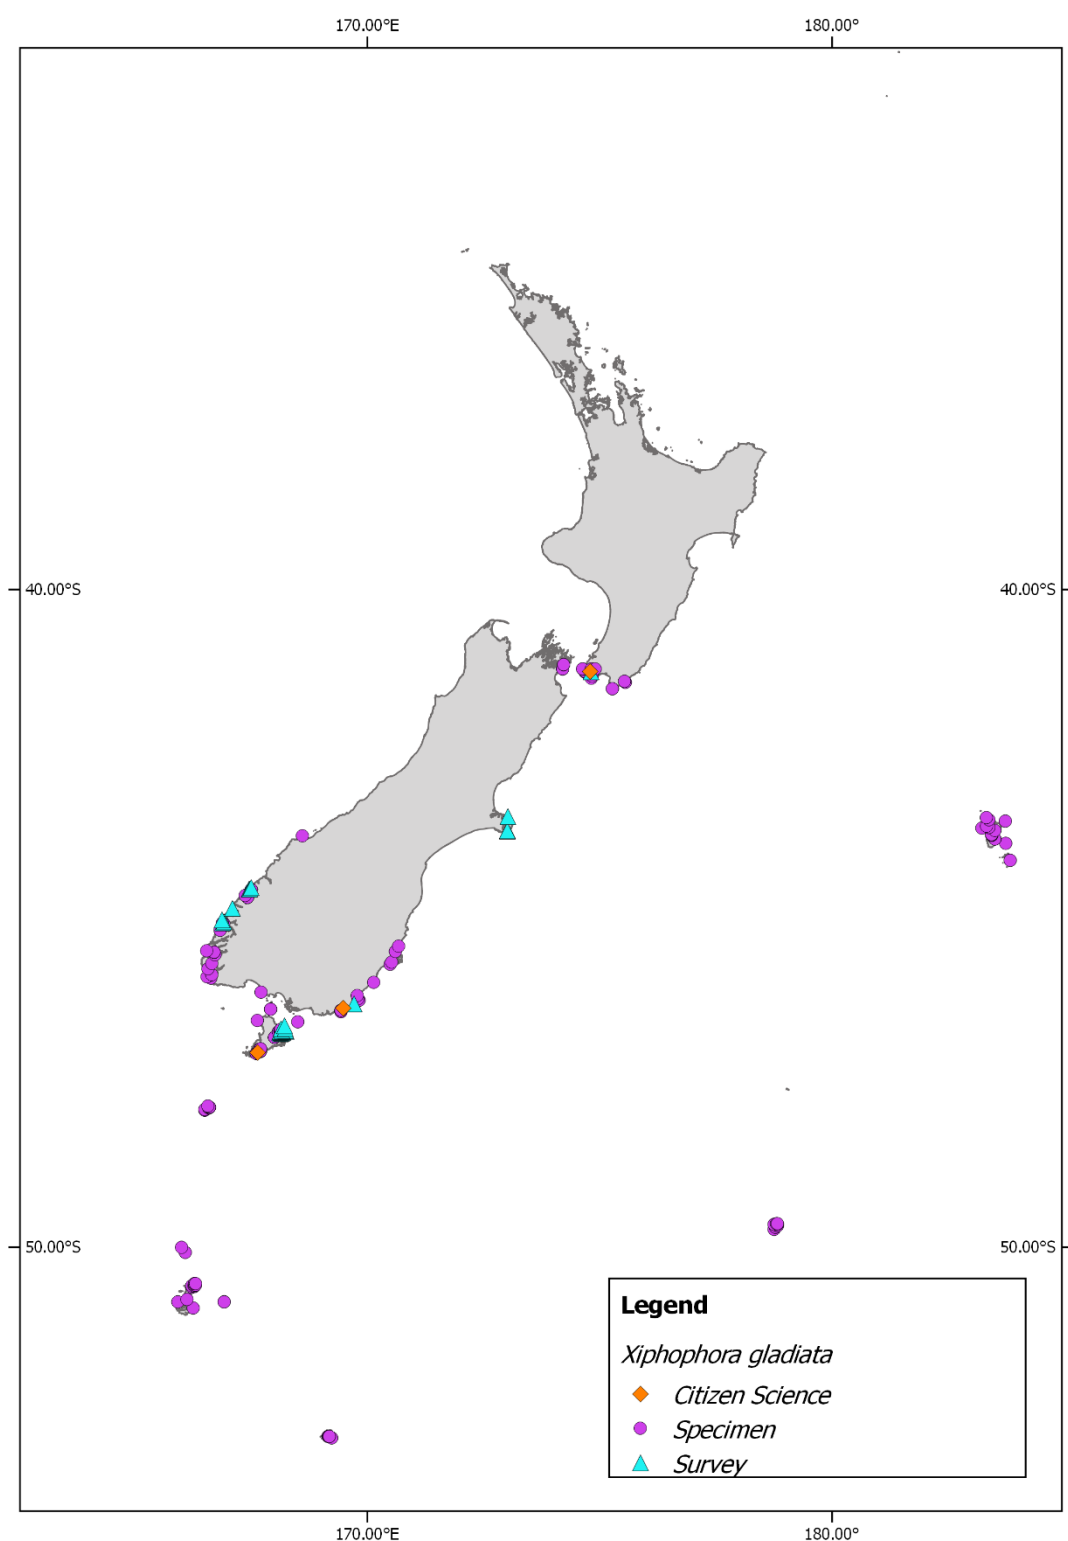 170.00°E 180.00°
40.00°S 40.00°S
50.00°S 50.00°S
Legend
Xiphophora gladiata
Citizen Science
Specimen
Survey
170.00°E 180.00°